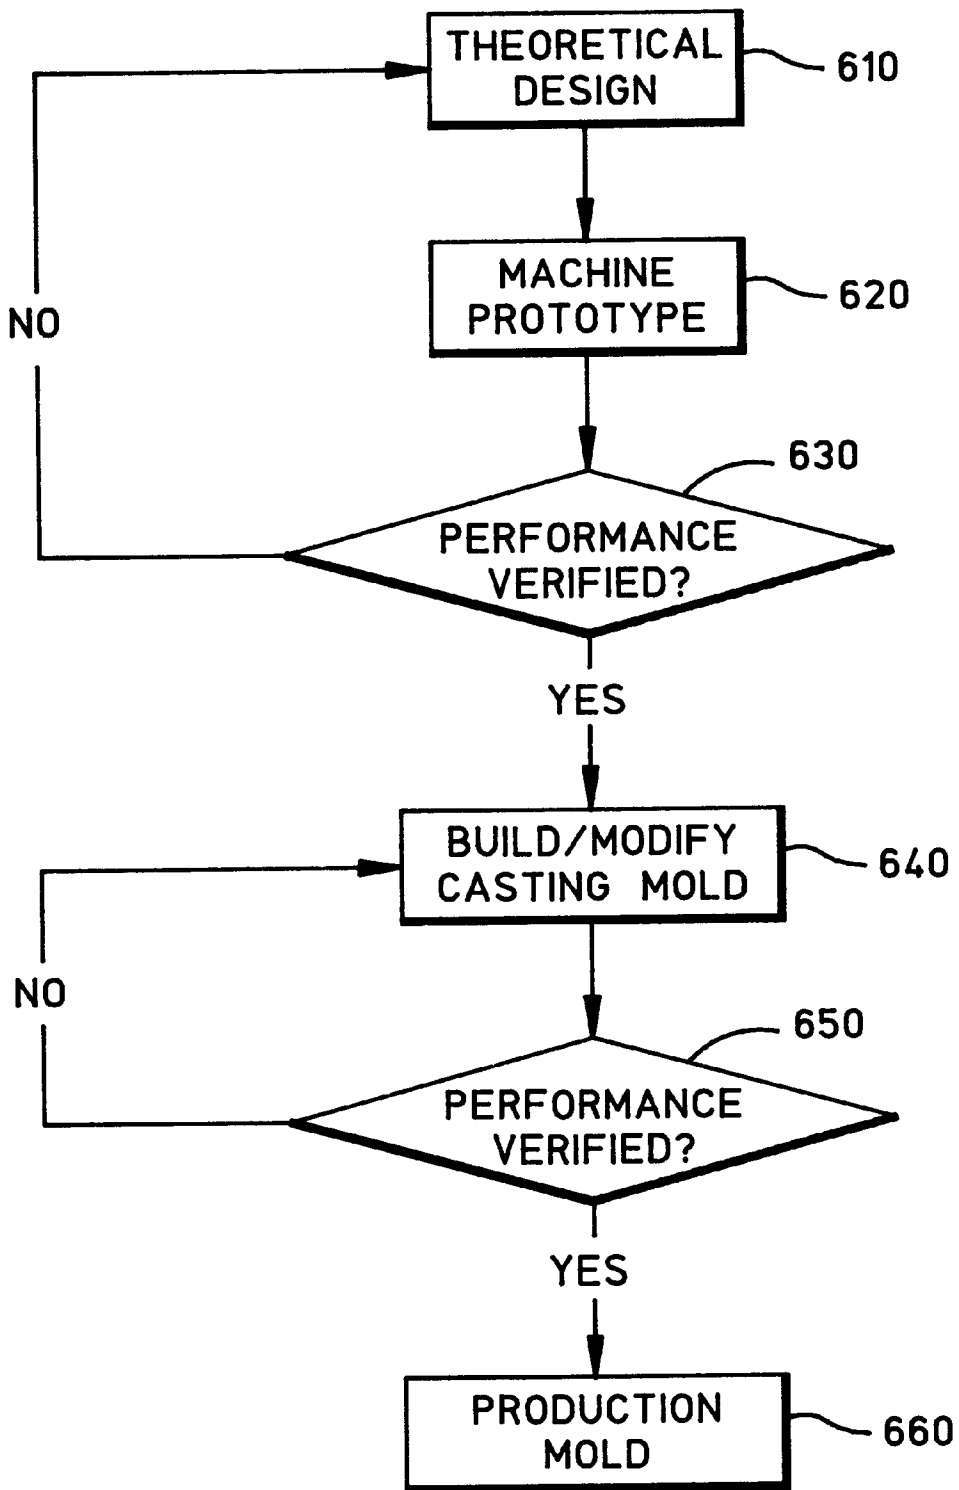 THEORETICAL
DESIGN
610
MACHINE
PROTOTYPE
620
NO
630
PERFORMANCE
VERIFIED?
YES
BUILD/MODIFY
CASTING MOLD
640
NO
650
PERFORMANCE
VERIFIED?
YES
PRODUCTION
MOLD
660